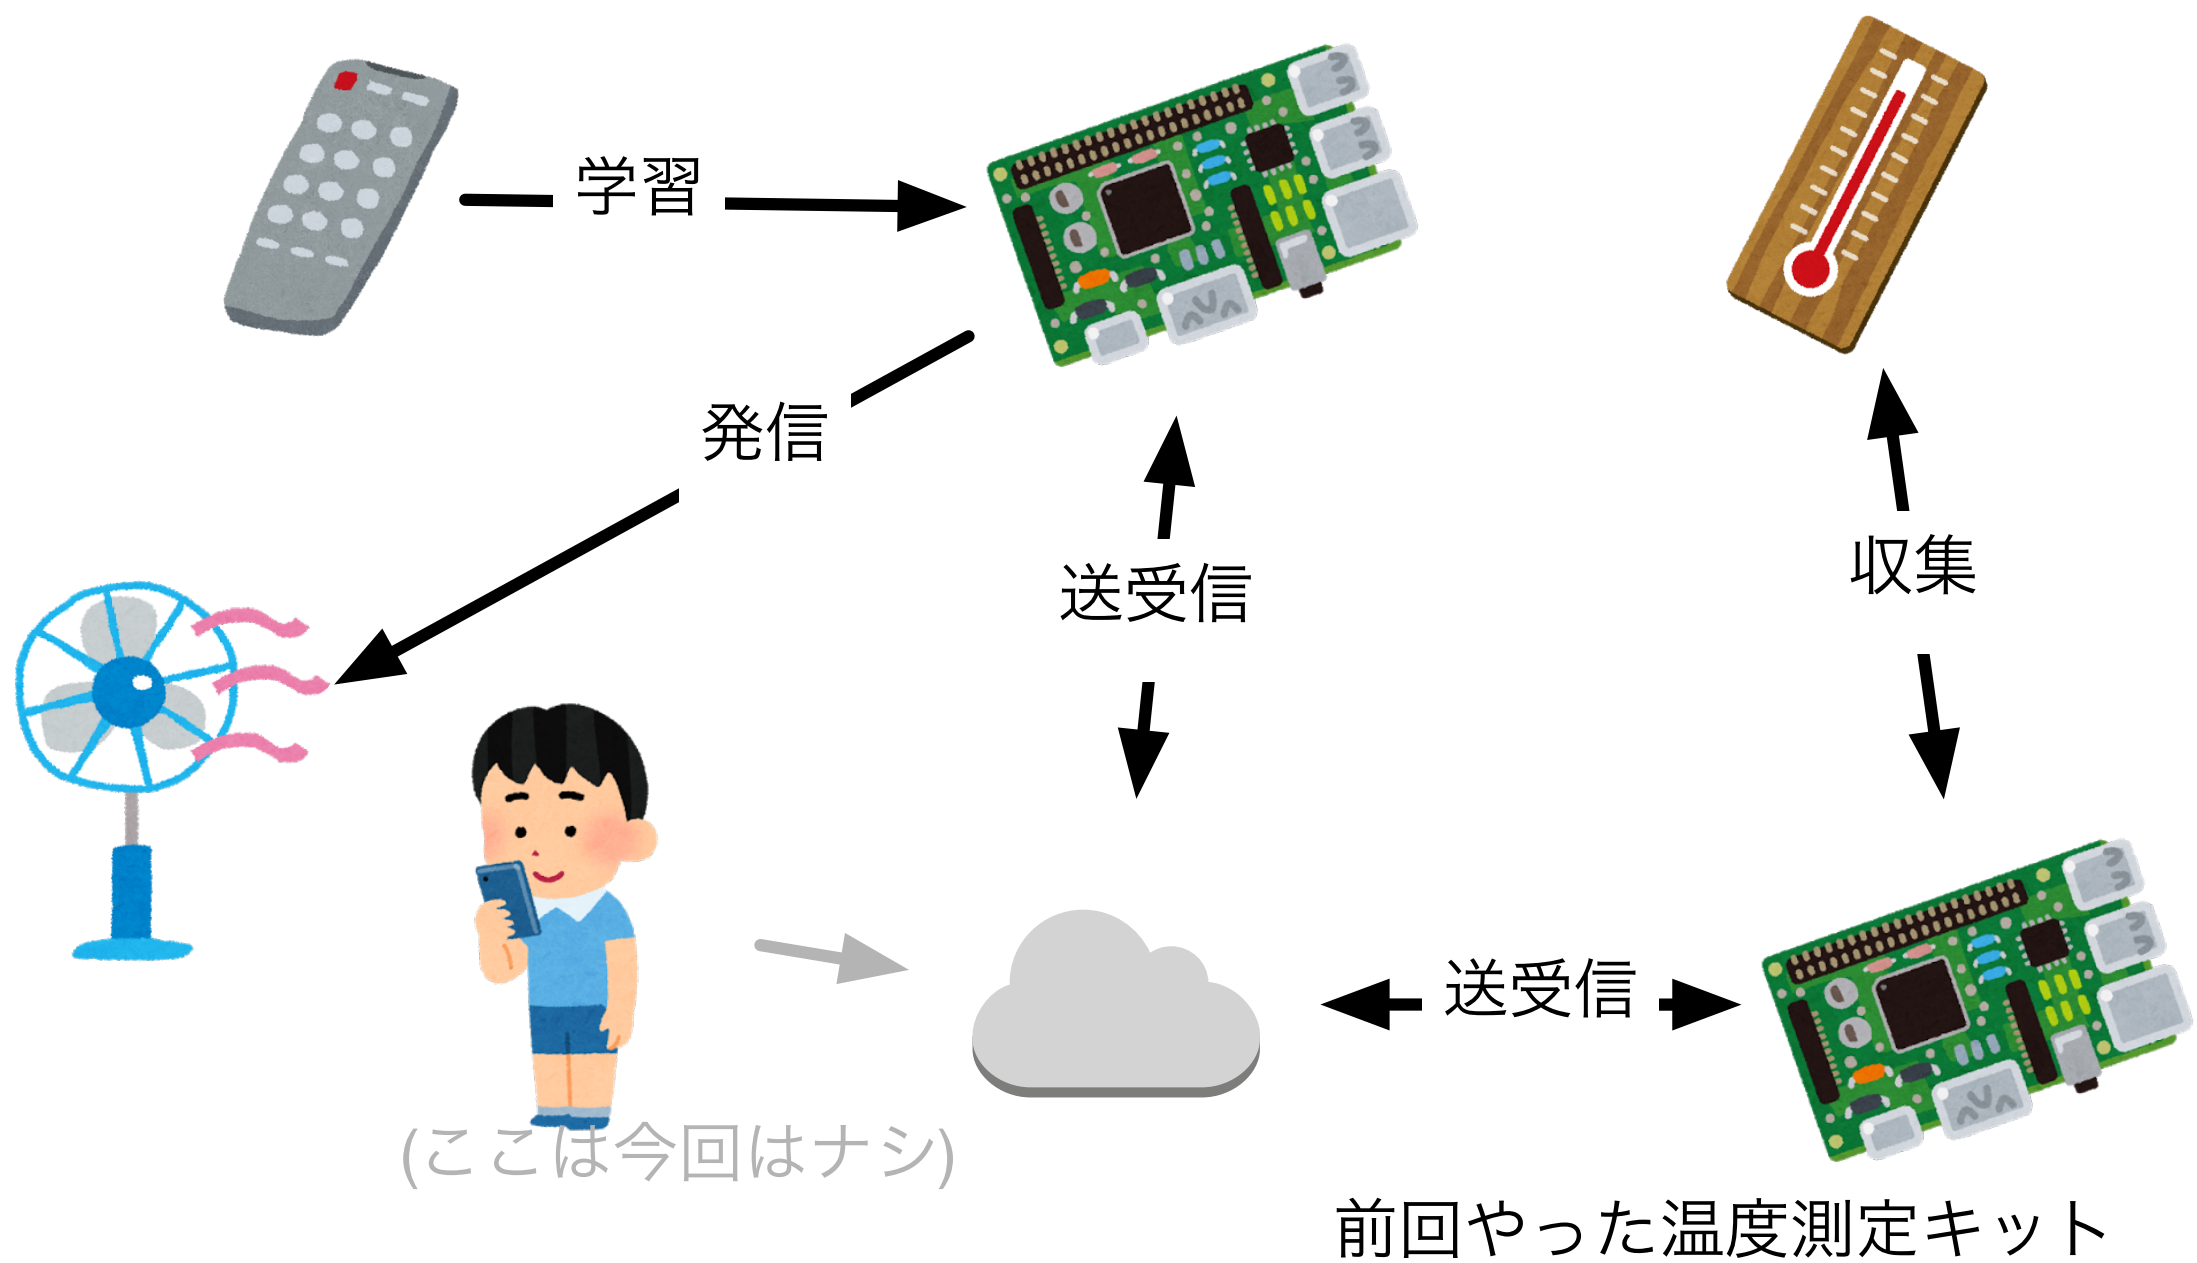 学習
発信
送受信
収集
送受信
(ここは今回はナシ)
前回やった温度測定キット